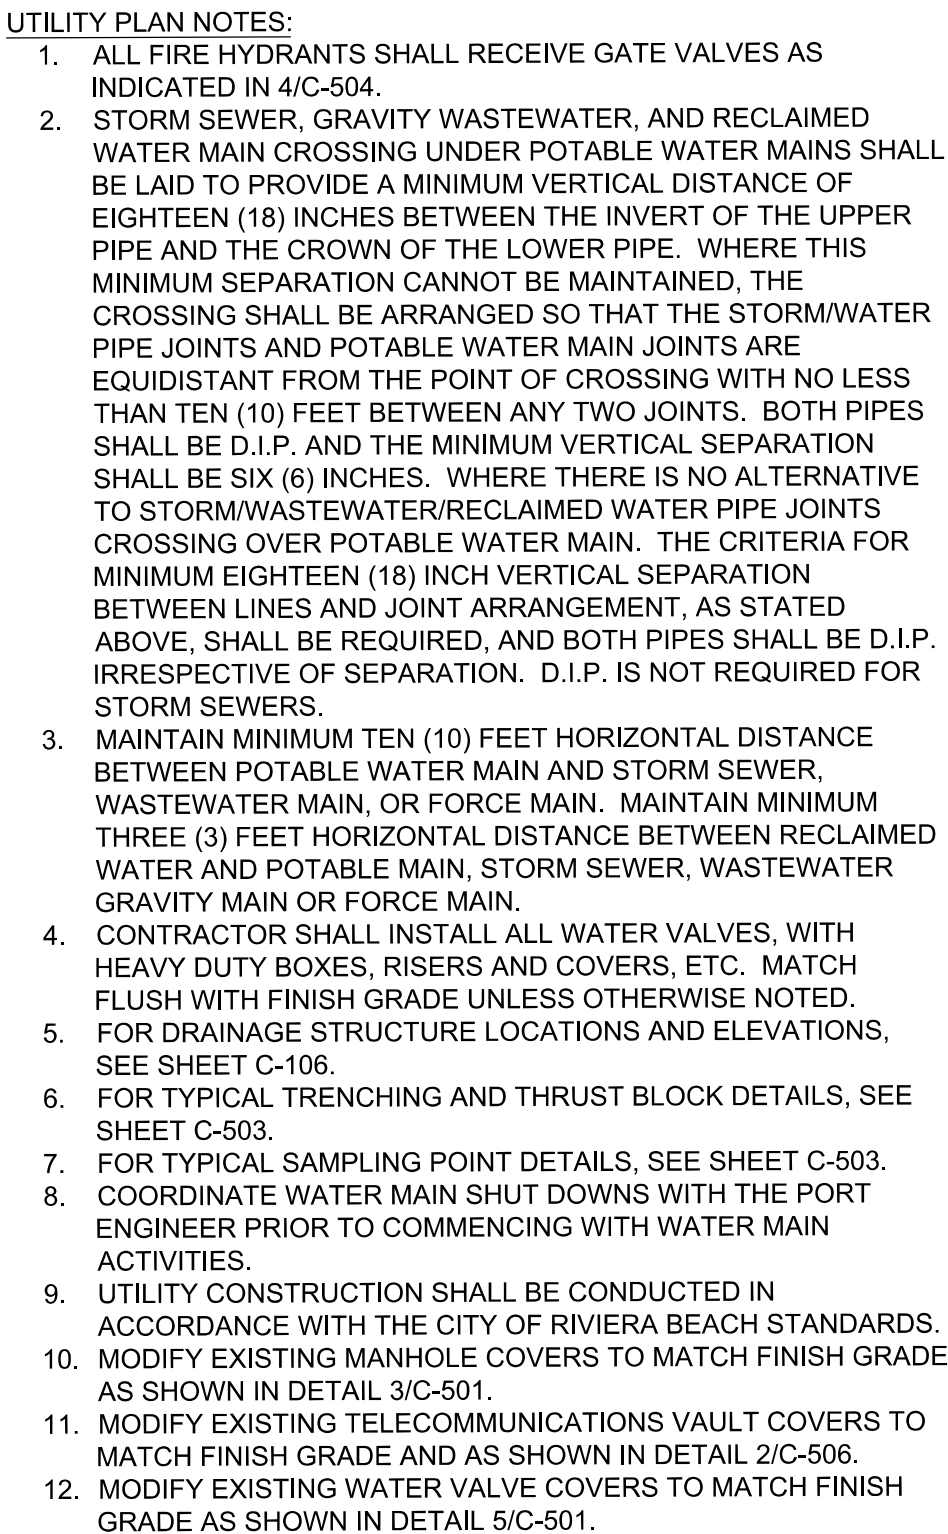 UTILITY PLAN NOTES:
1. ALL FIRE HYDRANTS SHALL RECEIVE GATE VALVES AS
INDICATED IN 4/C-504.
2. STORM SEWER, GRAVITY WASTEWATER, AND RECLAIMED
WATER MAIN CROSSING UNDER POTABLE WATER MAINS SHALL
BE LAID TO PROVIDE A MINIMUM VERTICAL DISTANCE OF
EIGHTEEN (18) INCHES BETWEEN THE INVERT OF THE UPPER
PIPE AND THE CROWN OF THE LOWER PIPE. WHERE THIS
MINIMUM SEPARATION CANNOT BE MAINTAINED, THE
CROSSING SHALL BE ARRANGED SO THAT THE STORM/WATER
PIPE JOINTS AND POTABLE WATER MAIN JOINTS ARE
EQUIDISTANT FROM THE POINT OF CROSSING WITH NO LESS
THAN TEN (10) FEET BETWEEN ANY TWO JOINTS. BOTH PIPES
SHALL BE D.I.P. AND THE MINIMUM VERTICAL SEPARATION
SHALL BE SIX (6) INCHES. WHERE THERE IS NO ALTERNATIVE
TO STORM/WASTEWATER/RECLAIMED WATER PIPE JOINTS
CROSSING OVER POTABLE WATER MAIN. THE CRITERIA FOR
MINIMUM EIGHTEEN (18) INCH VERTICAL SEPARATION
BETWEEN LINES AND JOINT ARRANGEMENT, AS STATED
ABOVE, SHALL BE REQUIRED, AND BOTH PIPES SHALL BE D.I.P.
IRRESPECTIVE OF SEPARATION. D.I.P. IS NOT REQUIRED FOR
STORM SEWERS.
3. MAINTAIN MINIMUM TEN (10) FEET HORIZONTAL DISTANCE
BETWEEN POTABLE WATER MAIN AND STORM SEWER,
WASTEWATER MAIN, OR FORCE MAIN. MAINTAIN MINIMUM
THREE (3) FEET HORIZONTAL DISTANCE BETWEEN RECLAIMED
WATER AND POTABLE MAIN, STORM SEWER, WASTEWATER
GRAVITY MAIN OR FORCE MAIN.
4. CONTRACTOR SHALL INSTALL ALL WATER VALVES, WITH
HEAVY DUTY BOXES, RISERS AND COVERS, ETC. MATCH
FLUSH WITH FINISH GRADE UNLESS OTHERWISE NOTED.
5. FOR DRAINAGE STRUCTURE LOCATIONS AND ELEVATIONS,
SEE SHEET C-106.
6. FOR TYPICAL TRENCHING AND THRUST BLOCK DETAILS, SEE
SHEET C-503.
7. FOR TYPICAL SAMPLING POINT DETAILS, SEE SHEET C-503.
8. COORDINATE WATER MAIN SHUT DOWNS WITH THE PORT
ENGINEER PRIOR TO COMMENCING WITH WATER MAIN
ACTIVITIES.
9. UTILITY CONSTRUCTION SHALL BE CONDUCTED IN
ACCORDANCE WITH THE CITY OF RIVIERA BEACH STANDARDS.
10. MODIFY EXISTING MANHOLE COVERS TO MATCH FINISH GRADE
AS SHOWN IN DETAIL 3/C-501.
11. MODIFY EXISTING TELECOMMUNICATIONS VAULT COVERS TO
MATCH FINISH GRADE AND AS SHOWN IN DETAIL 2/C-506.
12. MODIFY EXISTING WATER VALVE COVERS TO MATCH FINISH
GRADE AS SHOWN IN DETAIL 5/C-501.